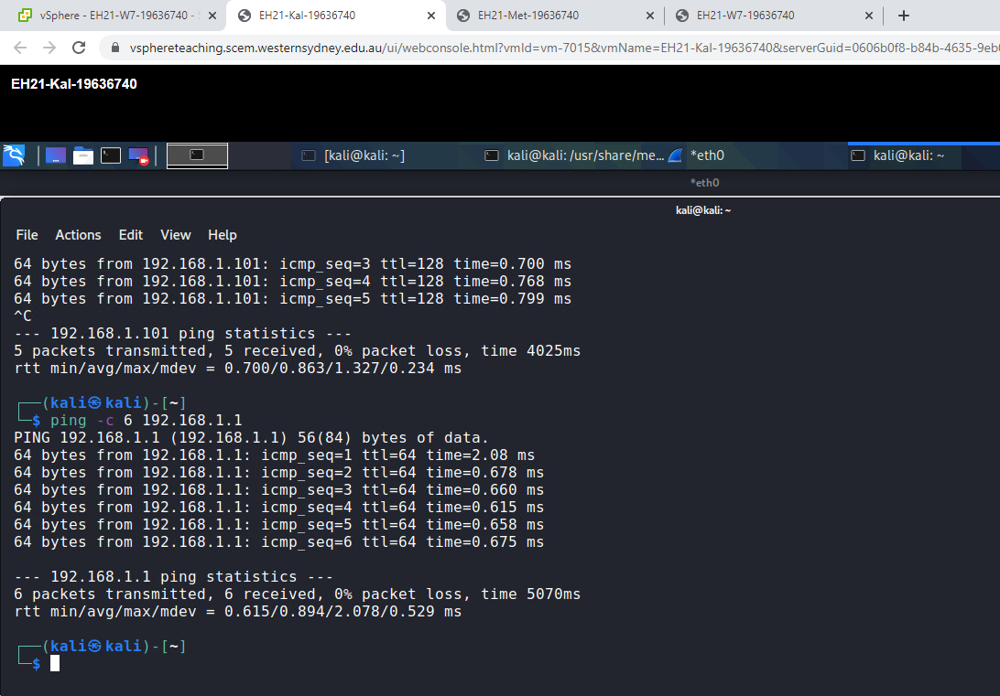 vSphere - EH21-W7-19636740 -
EH21-Kal-19636740
EH21-Met-19636740
EH21-W7-19636740
vsphereteaching.scem.westernsydney.edu.au/ui/webconsole.html?vmId=vm-7015&vmName=EH21-Kal-19636740&serverGuid=0606b0f8-b84b-4635-9eb
EH21-Kal-19636740
[kali@kali: ~]
kali@kali: /usr/share/me...
*eth0
kali@kali: ~
*eth0
kali@kali: ~
File Actions Edit View Help
64 bytes from 192.168.1.101: icmp_seq=3 ttl=128 time=0.700 ms
64 bytes from 192.168.1.101: icmp_seq=4 ttl=128 time=0.768 ms
64 bytes from 192.168.1.101: icmp_seq=5 ttl=128 time=0.799 ms
^C
--- 192.168.1.101 ping statistics ---
5 packets transmitted, 5 received, 0% packet loss, time 4025ms
rtt min/avg/max/mdev = 0.700/0.863/1.327/0.234 ms
┌──(kali㉿kali)-[~]
└─$ ping -c 6 192.168.1.1
PING 192.168.1.1 (192.168.1.1) 56(84) bytes of data.
64 bytes from 192.168.1.1: icmp_seq=1 ttl=64 time=2.08 ms
64 bytes from 192.168.1.1: icmp_seq=2 ttl=64 time=0.678 ms
64 bytes from 192.168.1.1: icmp_seq=3 ttl=64 time=0.660 ms
64 bytes from 192.168.1.1: icmp_seq=4 ttl=64 time=0.615 ms
64 bytes from 192.168.1.1: icmp_seq=5 ttl=64 time=0.658 ms
64 bytes from 192.168.1.1: icmp_seq=6 ttl=64 time=0.675 ms
--- 192.168.1.1 ping statistics ---
6 packets transmitted, 6 received, 0% packet loss, time 5070ms
rtt min/avg/max/mdev = 0.615/0.894/2.078/0.529 ms
┌──(kali㉿kali)-[~]
└─$